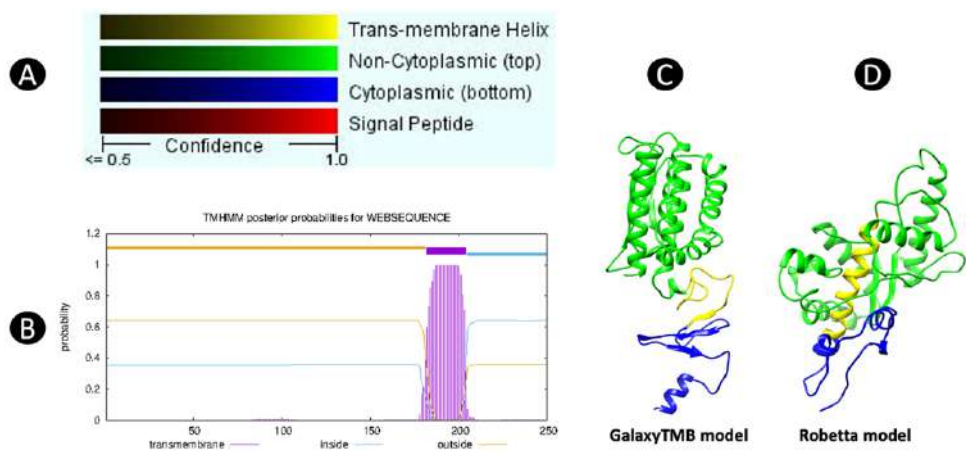 A
Trans-membrane Helix
Non-Cytoplasmic (top)
Cytoplasmic (bottom)
Signal Peptide
Confidence
<= 0.5
1.0
B
TMHMM posterior probabilities for WEBSEQUENCE
probability
1.2
1
0.8
0.6
0.4
0.2
0
50
100
150
200
250
transmembrane
inside
outside
C
GalaxyTMB model
D
Robetta model